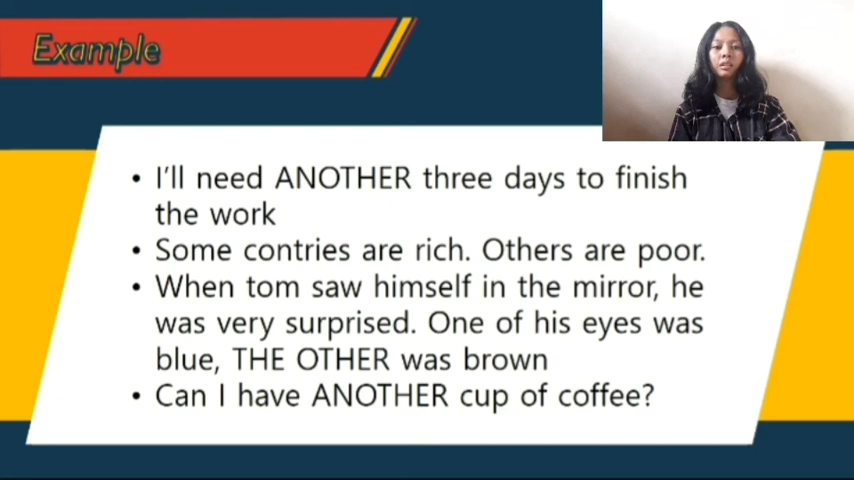 Example
• I'll need ANOTHER three days to finish
the work
• Some contries are rich. Others are poor.
• When tom saw himself in the mirror, he
was very surprised. One of his eyes was
blue, THE OTHER was brown
• Can I have ANOTHER cup of coffee?